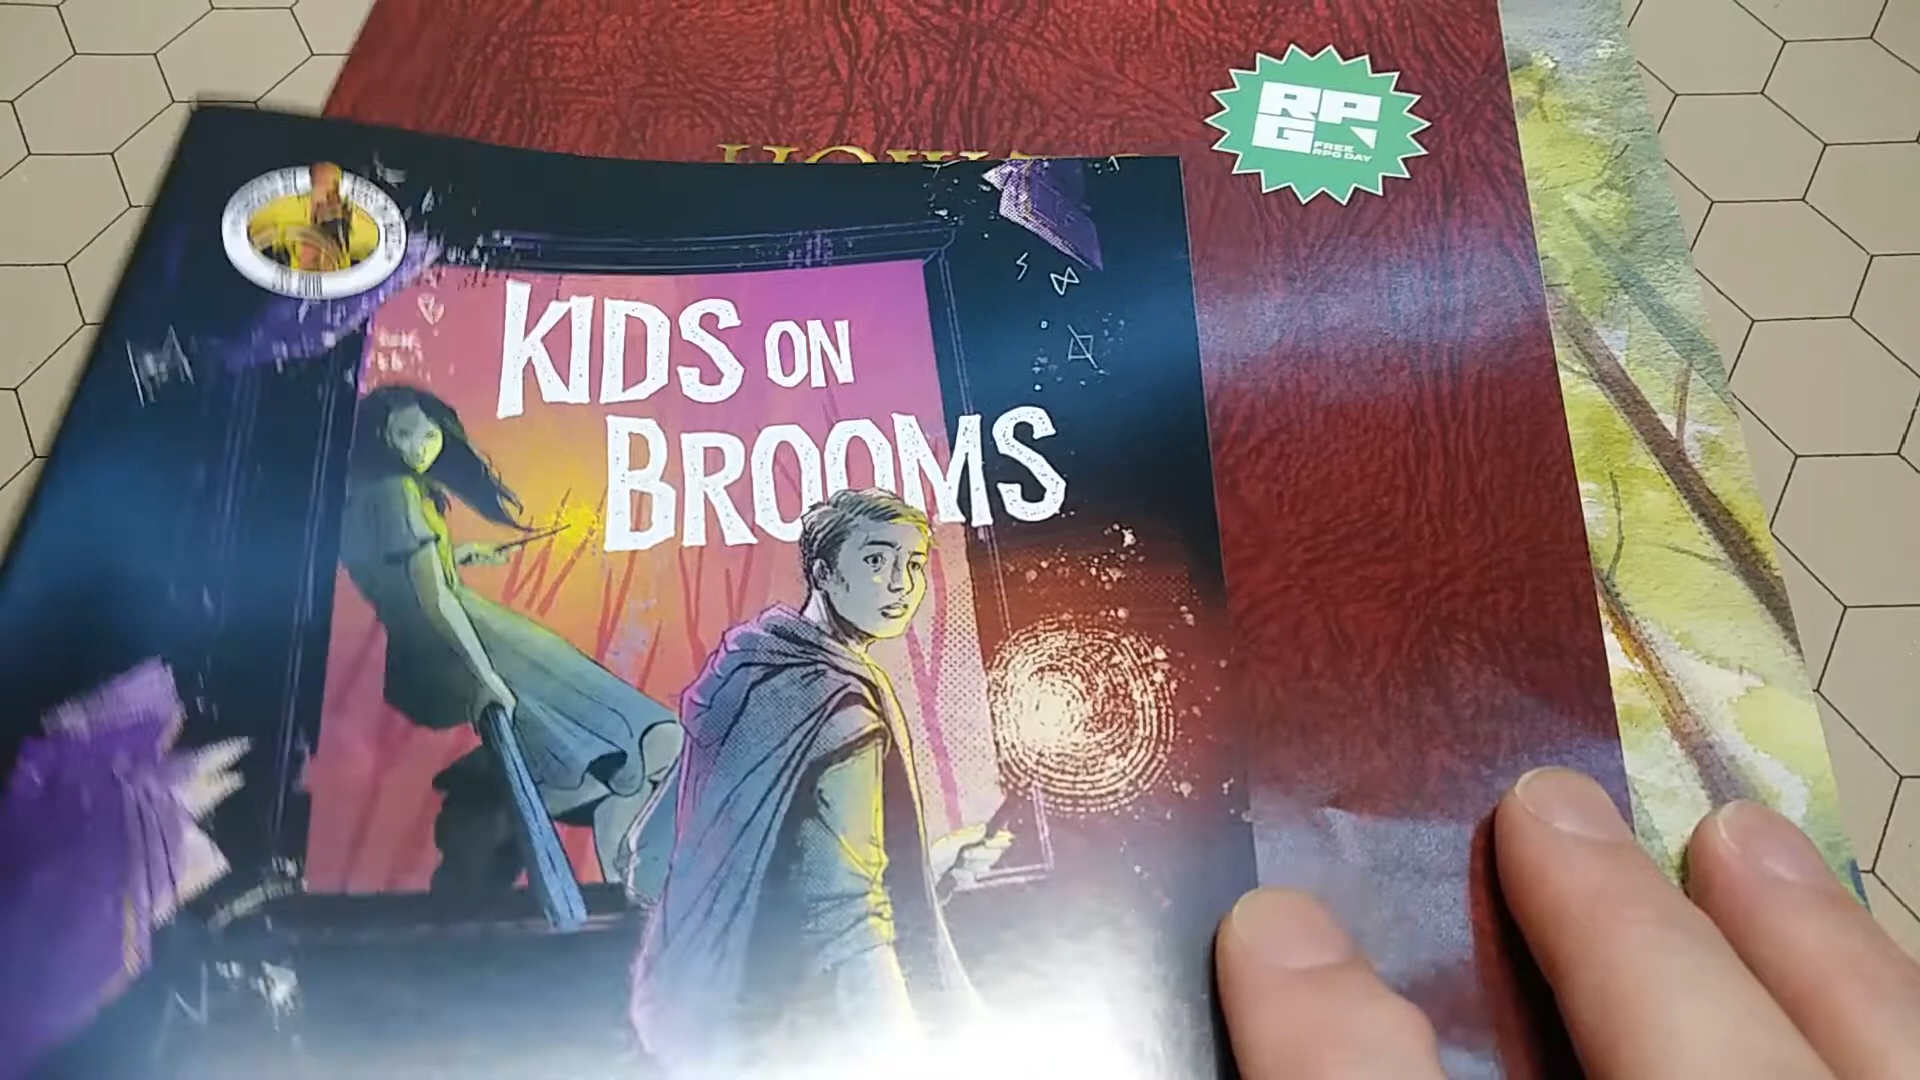 RPG
FREE
RPG DAY
KIDS ON
BROOMS